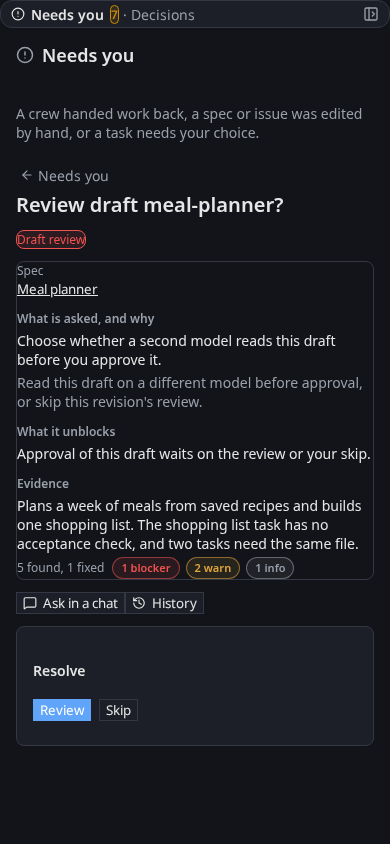 Needs you 7 · Decisions
Needs you
A crew handed work back, a spec or issue was edited
by hand, or a task needs your choice.
Needs you
Review draft meal-planner?
Draft review
Spec
Meal planner
What is asked, and why
Choose whether a second model reads this draft
before you approve it.
Read this draft on a different model before approval,
or skip this revision's review.
What it unblocks
Approval of this draft waits on the review or your skip.
Evidence
Plans a week of meals from saved recipes and builds
one shopping list. The shopping list task has no
acceptance check, and two tasks need the same file.
5 found, 1 fixed 1 blocker 2 warn 1 info
Ask in a chat History
Resolve
Review Skip